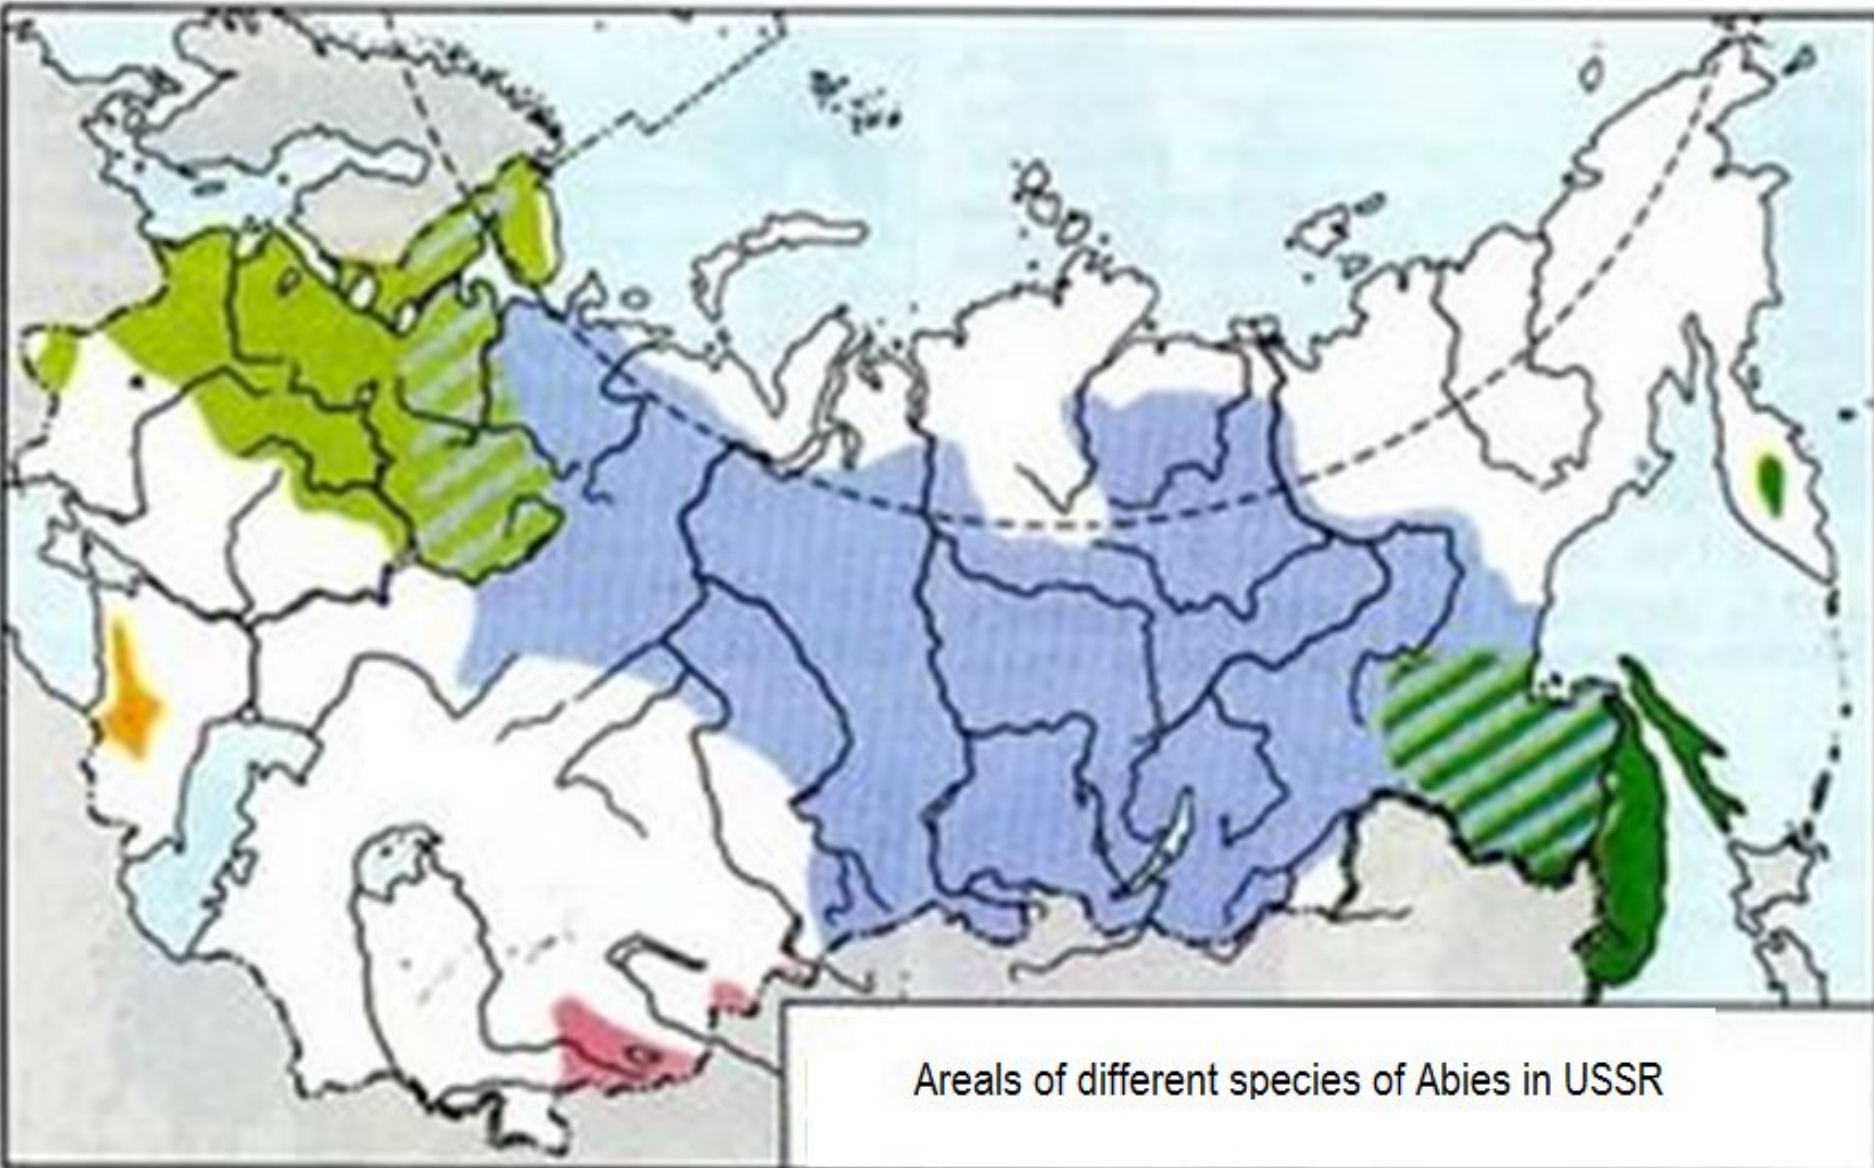 Areals of different species of Abies in USSR